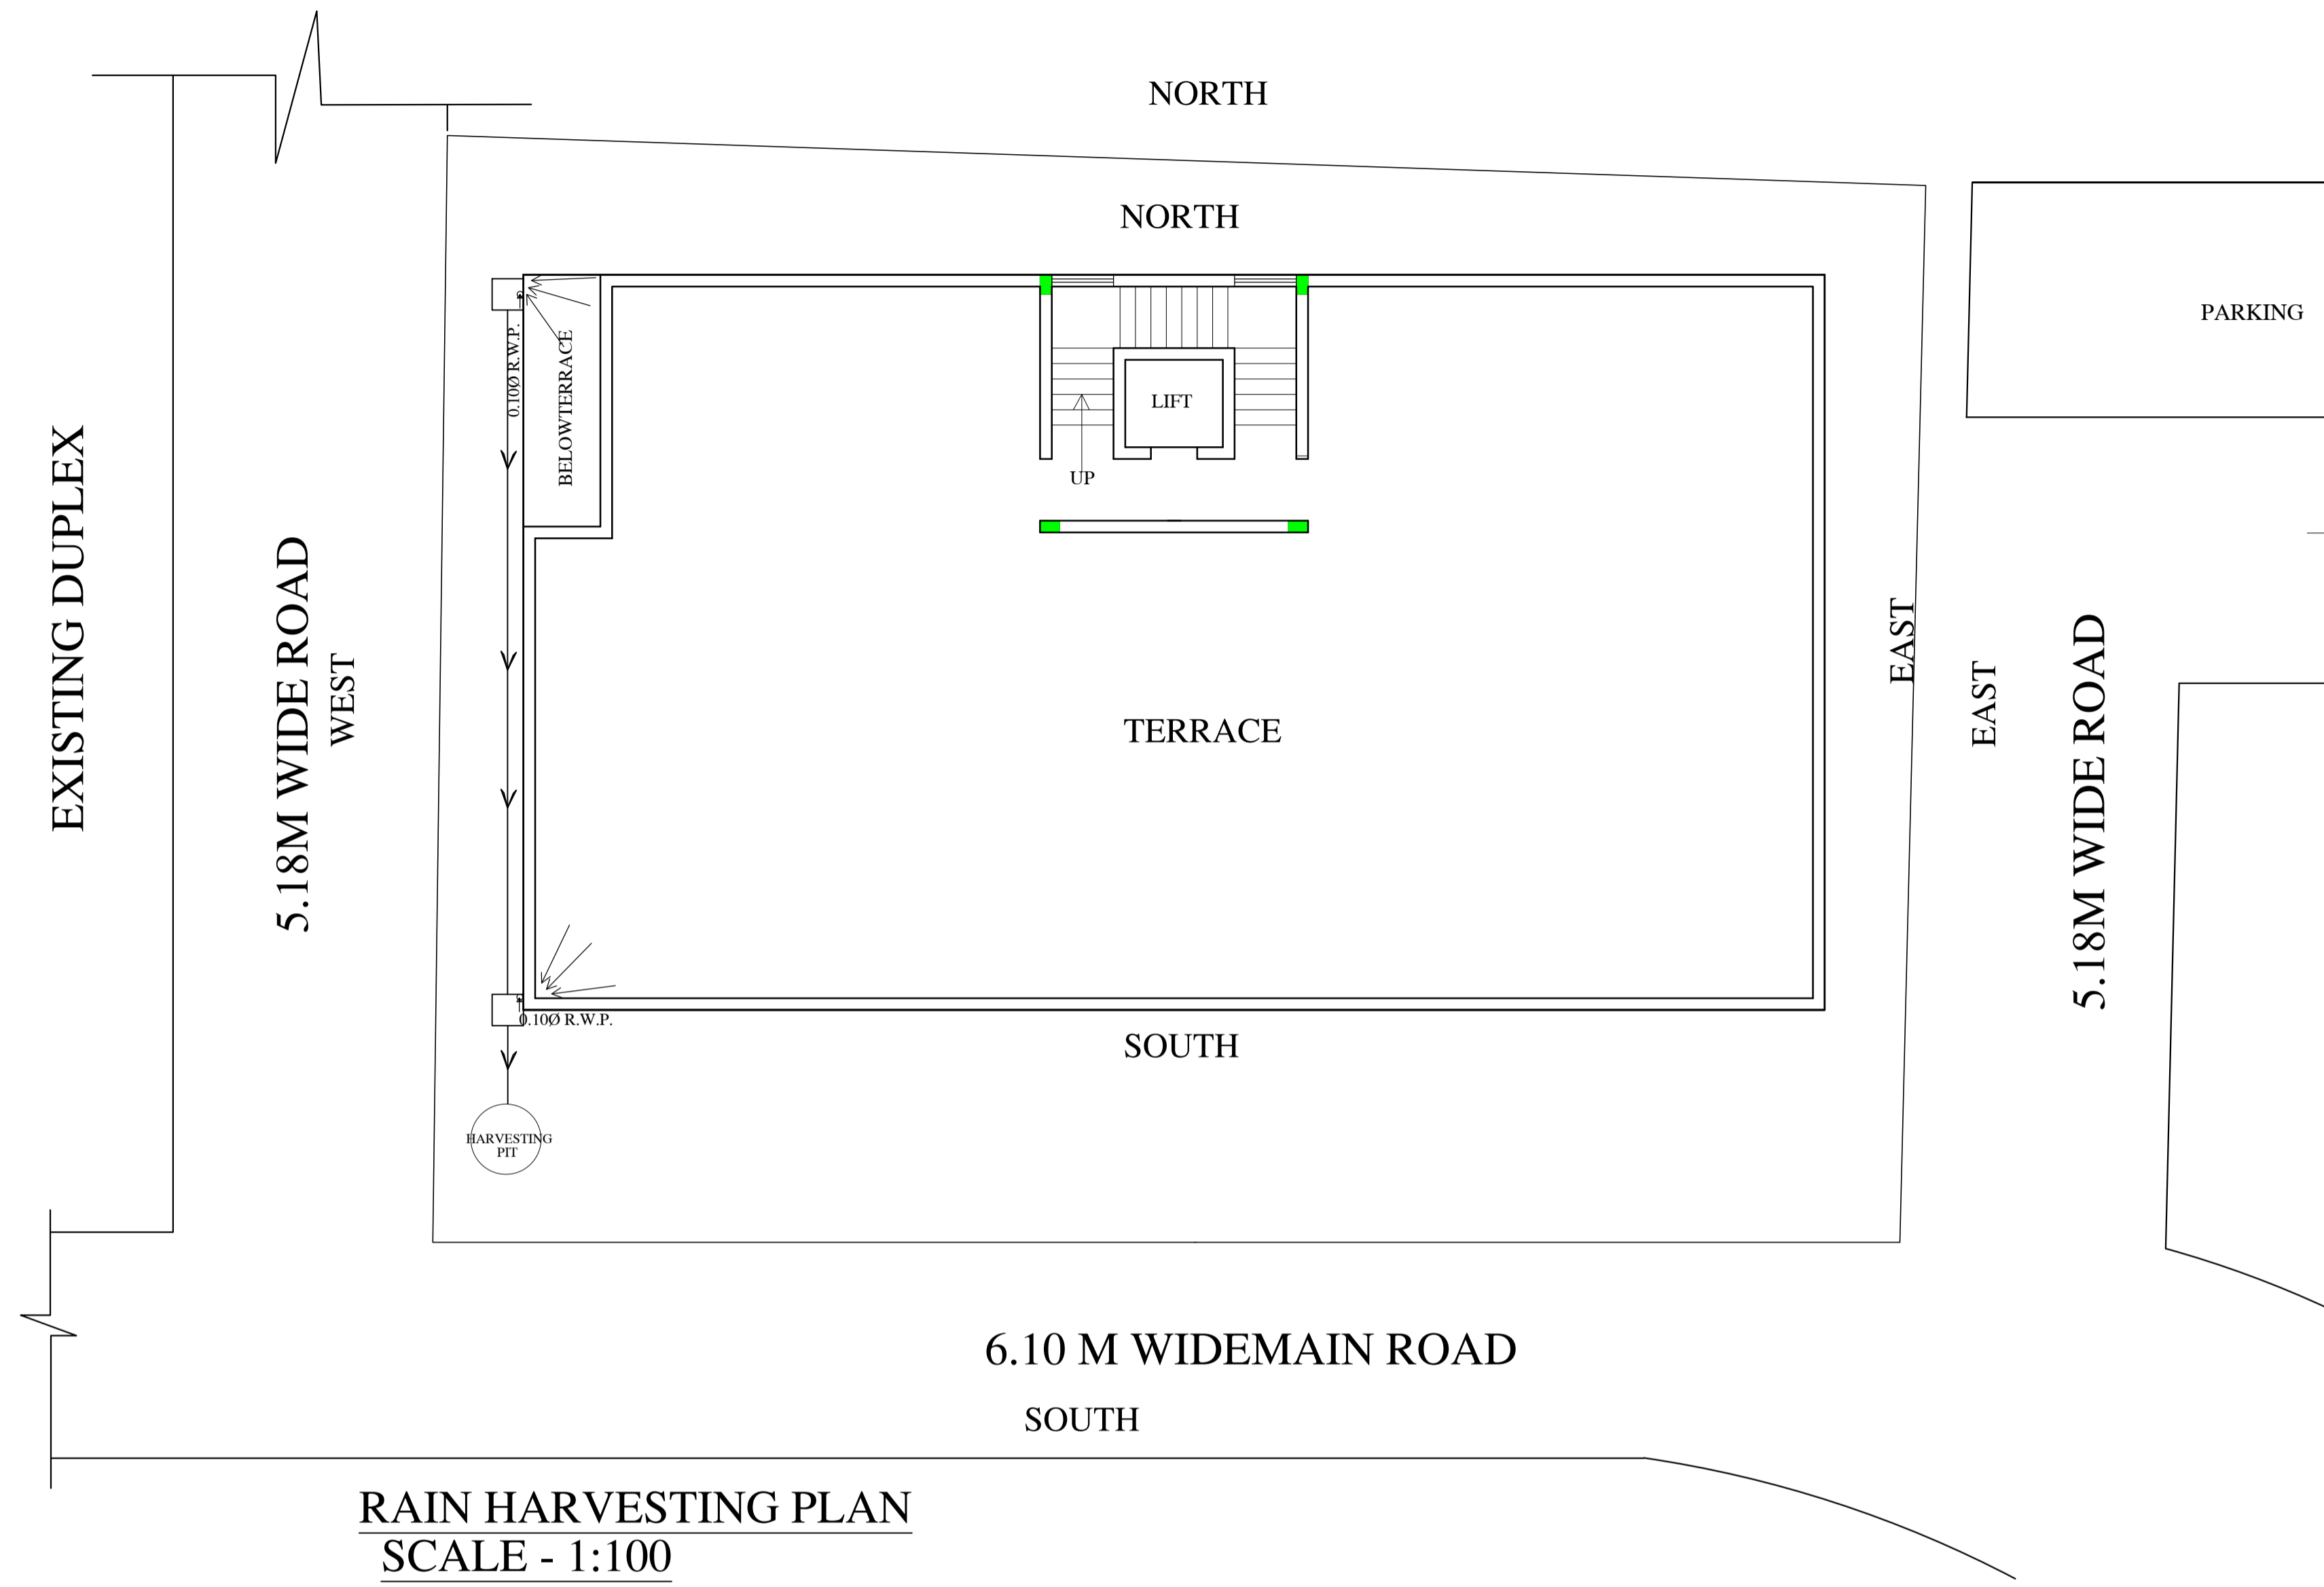 NORTH
NORTH
PARKING
0.10Ø R.W.P.
BELOWTERRACE
LIFT
UP
EXISTING DUPLEX
5.18M WIDE ROAD
WEST
TERRACE
EAST
EAST
5.18M WIDE ROAD
0.10Ø R.W.P.
SOUTH
HARVESTING
PIT
6.10 M WIDEMAIN ROAD
SOUTH
RAIN HARVESTING PLAN
SCALE - 1:100